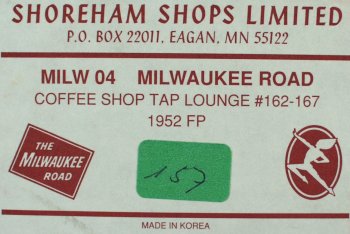 SHOREHAM SHOPS LIMITED
P.O. BOX 22011, EAGAN, MN 55122
MILW 04 MILWAUKEE ROAD
COFFEE SHOP TAP LOUNGE #162-167
1952 FP
THE
MILWAUKEE
ROAD
157
MADE IN KOREA